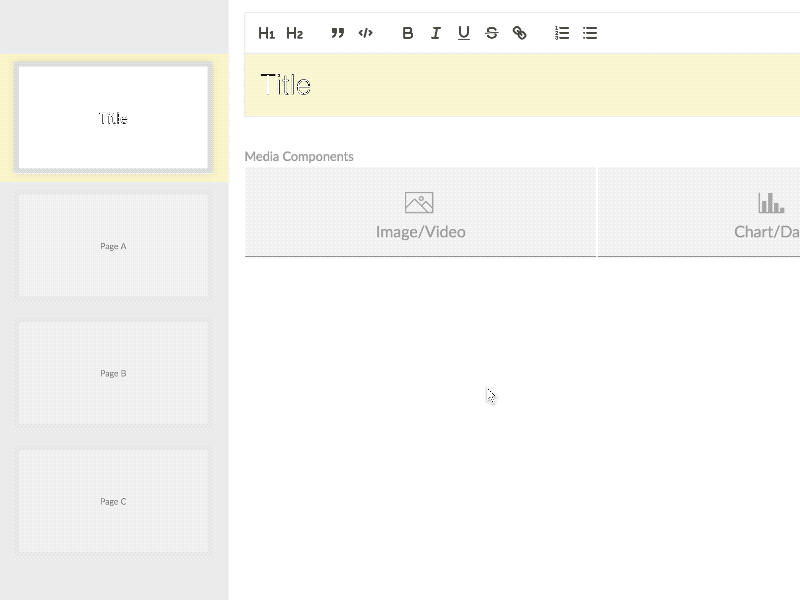 H1 H2 B I U S
Title
Title
Page A
Page B
Page C
Media Components
Image/Video
Chart/Da